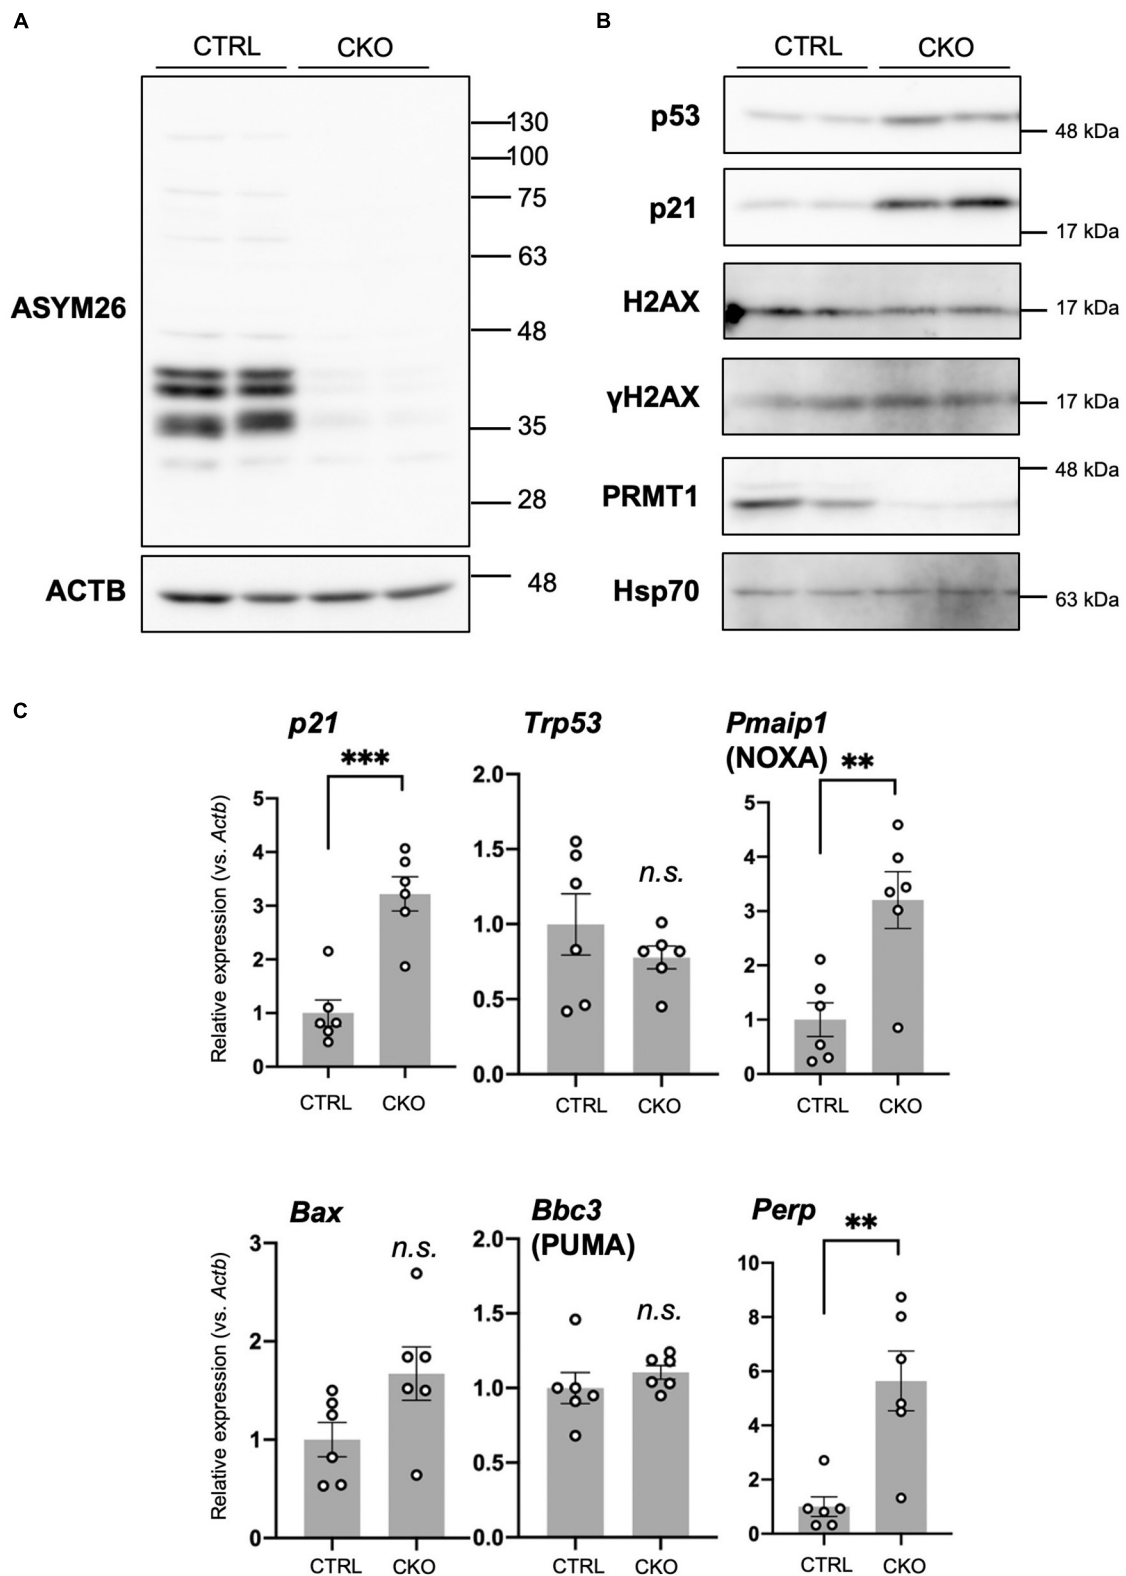 A
CTRL CKO
ASYM26
130
100
75
63
48
35
28
ACTB
48
B
CTRL CKO
p53
48 kDa
p21
17 kDa
H2AX
17 kDa
γH2AX
17 kDa
PRMT1
48 kDa
Hsp70
63 kDa
C
p21
***
Relative expression (vs. Actb)
5
4
3
2
1
0
CTRL CKO
Trp53
n.s.
2.0
1.5
1.0
0.5
0.0
CTRL CKO
Pmaip1
(NOXA)
**
5
4
3
2
1
0
CTRL CKO
Bax
n.s.
Relative expression (vs. Actb)
3
2
1
0
CTRL CKO
Bbc3
(PUMA)
n.s.
2.0
1.5
1.0
0.5
0.0
CTRL CKO
Perp
**
10
8
6
4
2
0
CTRL CKO